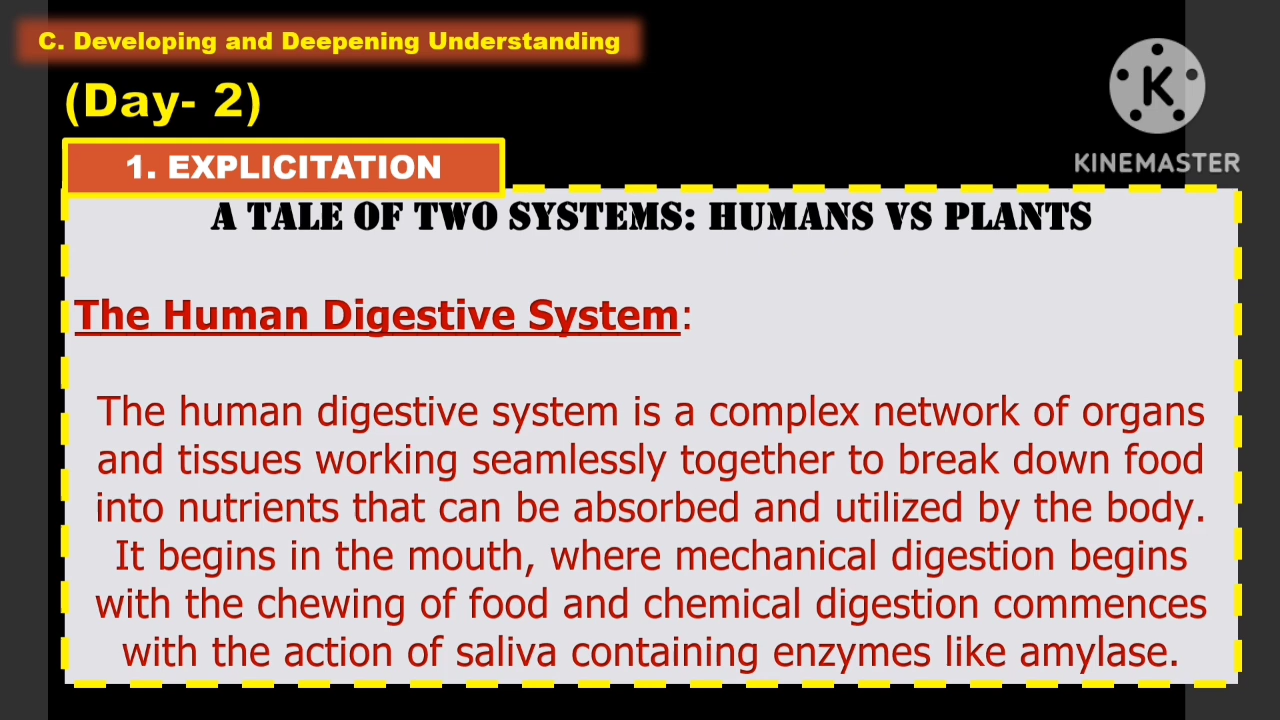 C. Developing and Deepening Understanding
(Day- 2)
K
KINEMASTER
1. EXPLICITATION
A TALE OF TWO SYSTEMS: HUMANS VS PLANTS
The Human Digestive System:
The human digestive system is a complex network of organs
and tissues working seamlessly together to break down food
into nutrients that can be absorbed and utilized by the body.
It begins in the mouth, where mechanical digestion begins
with the chewing of food and chemical digestion commences
with the action of saliva containing enzymes like amylase.